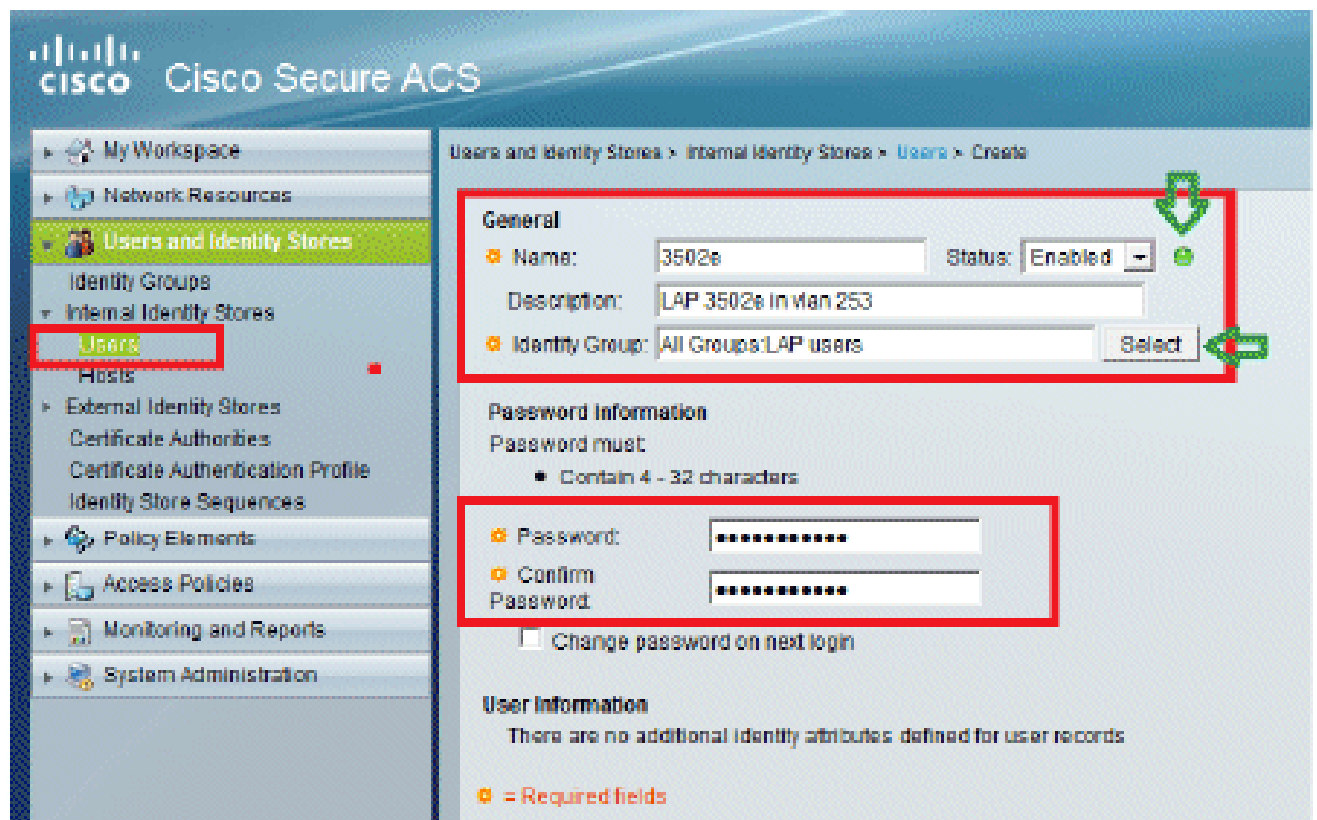 CISCO Cisco Secure ACS
My Workspace
Network Resources
Users and Identity Stores
Identity Groups
Internal Identity Stores
Users
Hosts
External Identity Stores
Certificate Authorities
Certificate Authentication Profile
Identity Store Sequences
Policy Elements
Access Policies
Monitoring and Reports
System Administration
Users and Identity Stores > Internal Identity Stores > Users > Create
General
Name: 3502e Status: Enabled
Description: LAP 3502e in vlan 253
Identity Group: All Groups:LAP users Select
Password Information
Password must:
• Contain 4 - 32 characters
Password: •••••••••••
Confirm
Password: •••••••••••
Change password on next login
User Information
There are no additional identity attributes defined for user records
= Required fields